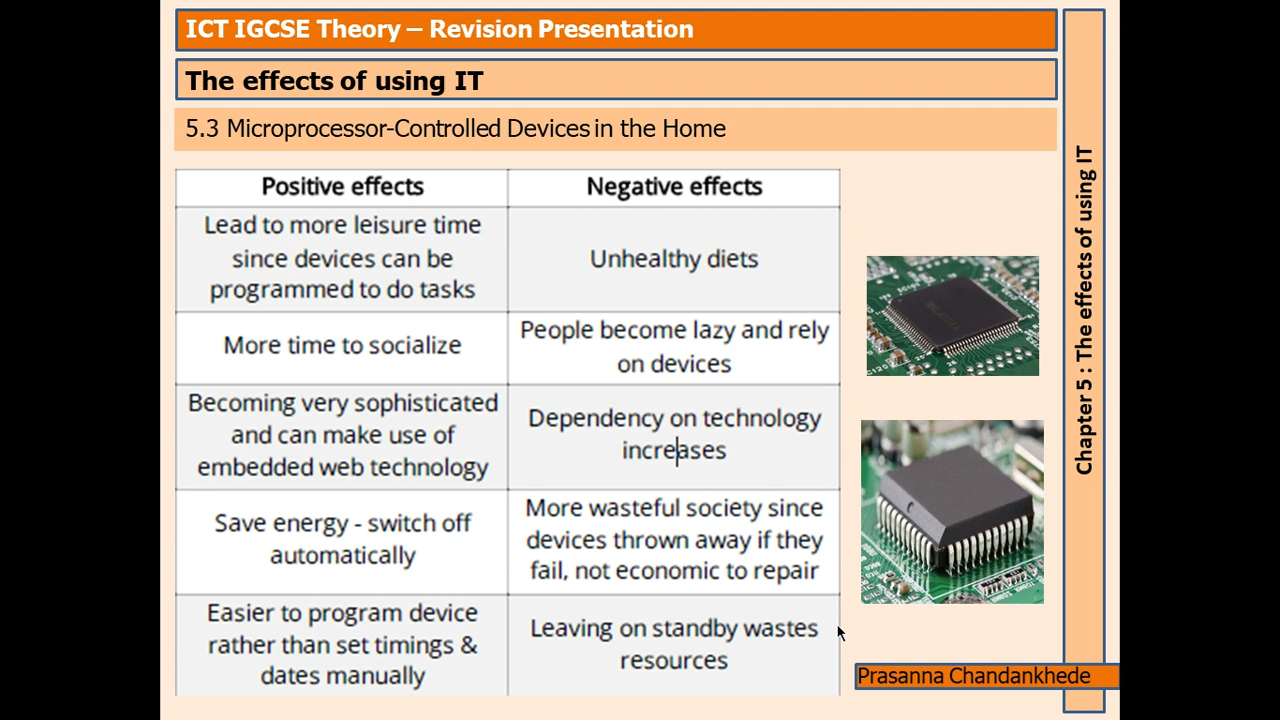 ICT IGCSE Theory – Revision Presentation
The effects of using IT
5.3 Microprocessor-Controlled Devices in the Home
Positive effects
Negative effects
Lead to more leisure time
since devices can be
programmed to do tasks
Unhealthy diets
More time to socialize
People become lazy and rely
on devices
Becoming very sophisticated
and can make use of
embedded web technology
Dependency on technology
increases
Save energy - switch off
automatically
More wasteful society since
devices thrown away if they
fail, not economic to repair
Easier to program device
rather than set timings &
dates manually
Leaving on standby wastes
resources
Chapter 5 : The effects of using IT
Prasanna Chandankhede